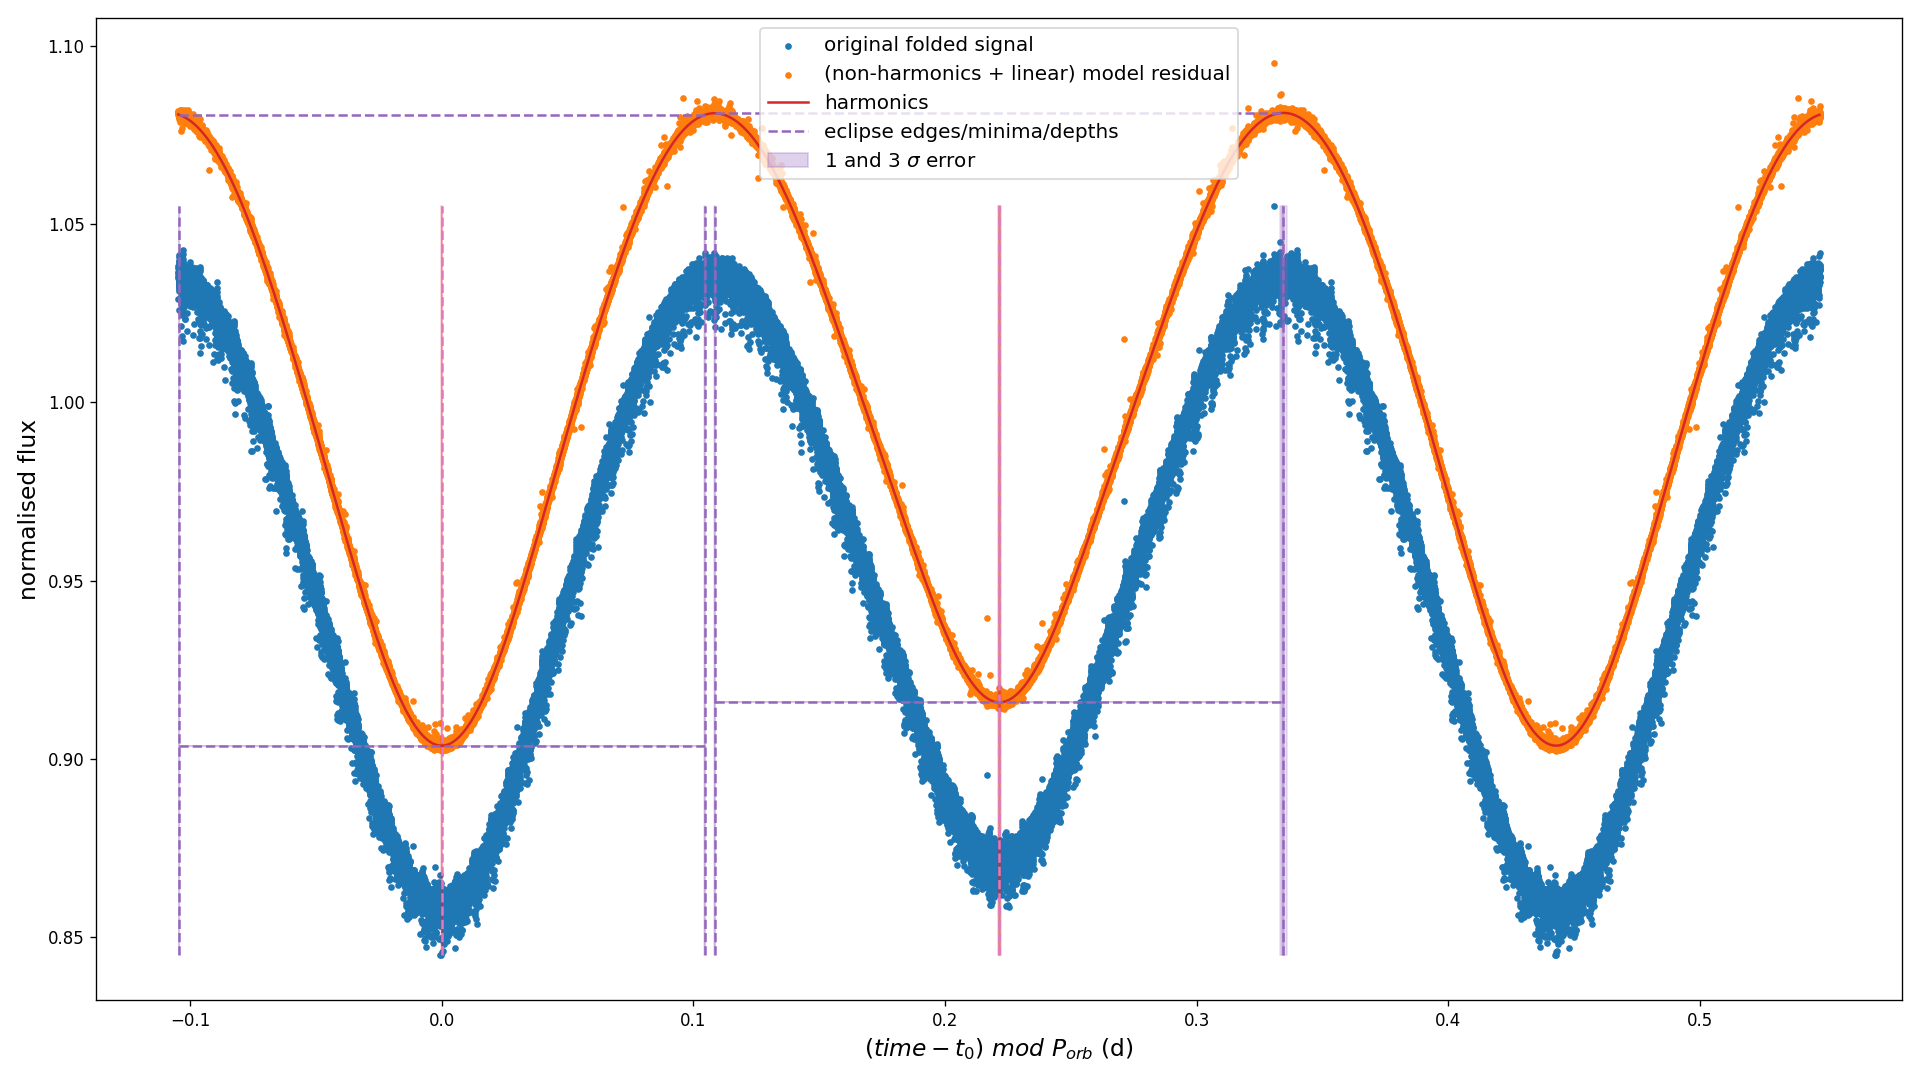 original folded signal
(non-harmonics + linear) model residual
harmonics
eclipse edges/minima/depths
1 and 3 σ error
normalised flux
1.10
1.05
1.00
0.95
0.90
0.85
−0.1
0.0
0.1
0.2
0.3
0.4
0.5
(time − t₀) mod Pₒᵣb (d)